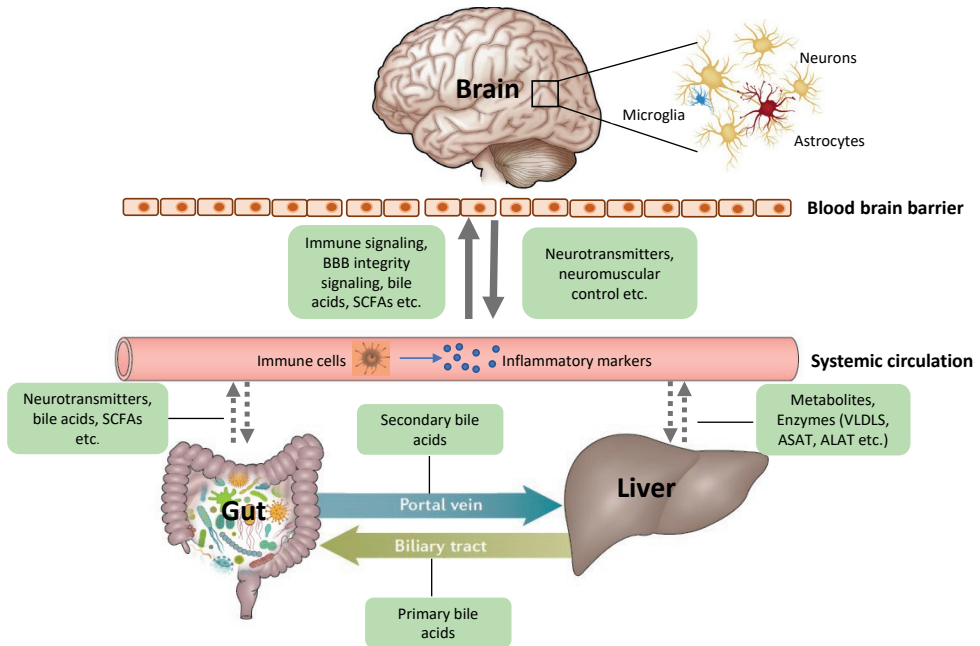 Brain
Neurons
Microglia
Astrocytes
Blood brain barrier
Immune signaling,
BBB integrity
signaling, bile
acids, SCFAs etc.
Neurotransmitters,
neuromuscular
control etc.
Immune cells
Inflammatory markers
Systemic circulation
Neurotransmitters,
bile acids, SCFAs
etc.
Secondary bile
acids
Metabolites,
Enzymes (VLDLS,
ASAT, ALAT etc.)
Gut
Portal vein
Liver
Biliary tract
Primary bile
acids